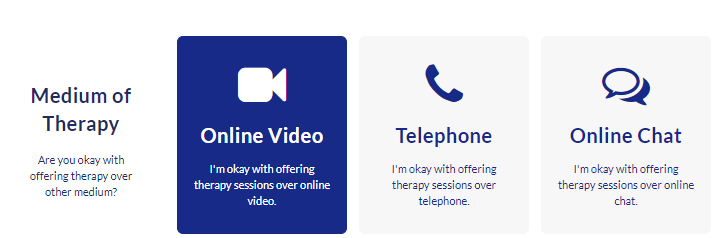 Medium of
Therapy
Are you okay with
offering therapy over
other medium?
Online Video
I'm okay with offering
therapy sessions over online
video.
Telephone
I'm okay with offering
therapy sessions over
telephone.
Online Chat
I'm okay with offering
therapy sessions over online
chat.